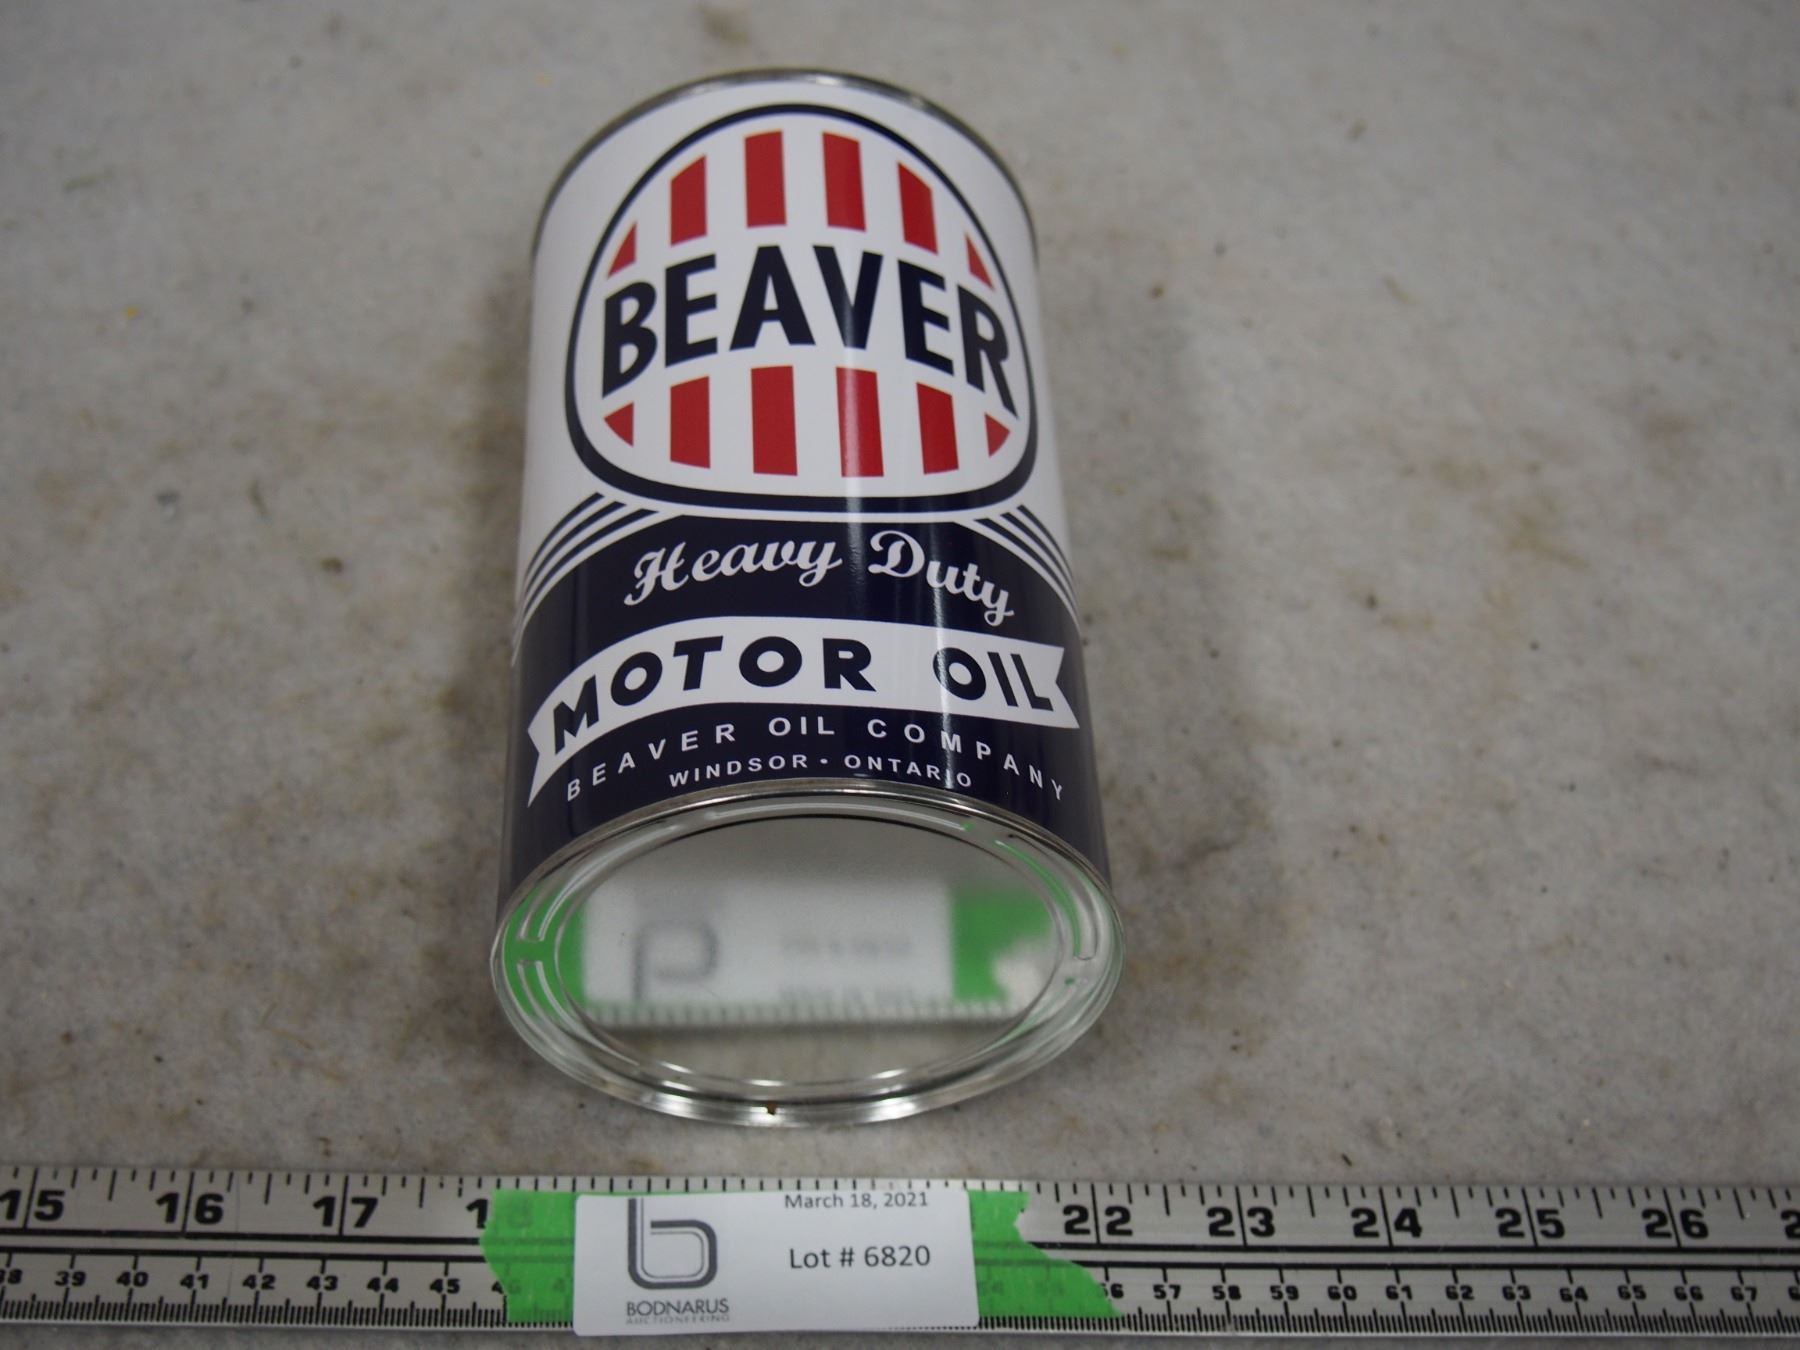 BEAVER
Heavy Duty
MOTOR OIL
BEAVER OIL COMPANY
WINDSOR • ONTARIO
15 16 17 22 23 24 25 26
March 18, 2021
Lot # 6820
BODNARUS
AUCTIONEERING
38 39 40 41 42 43 44 45 57 58 59 60 61 62 63 64 65 66 67